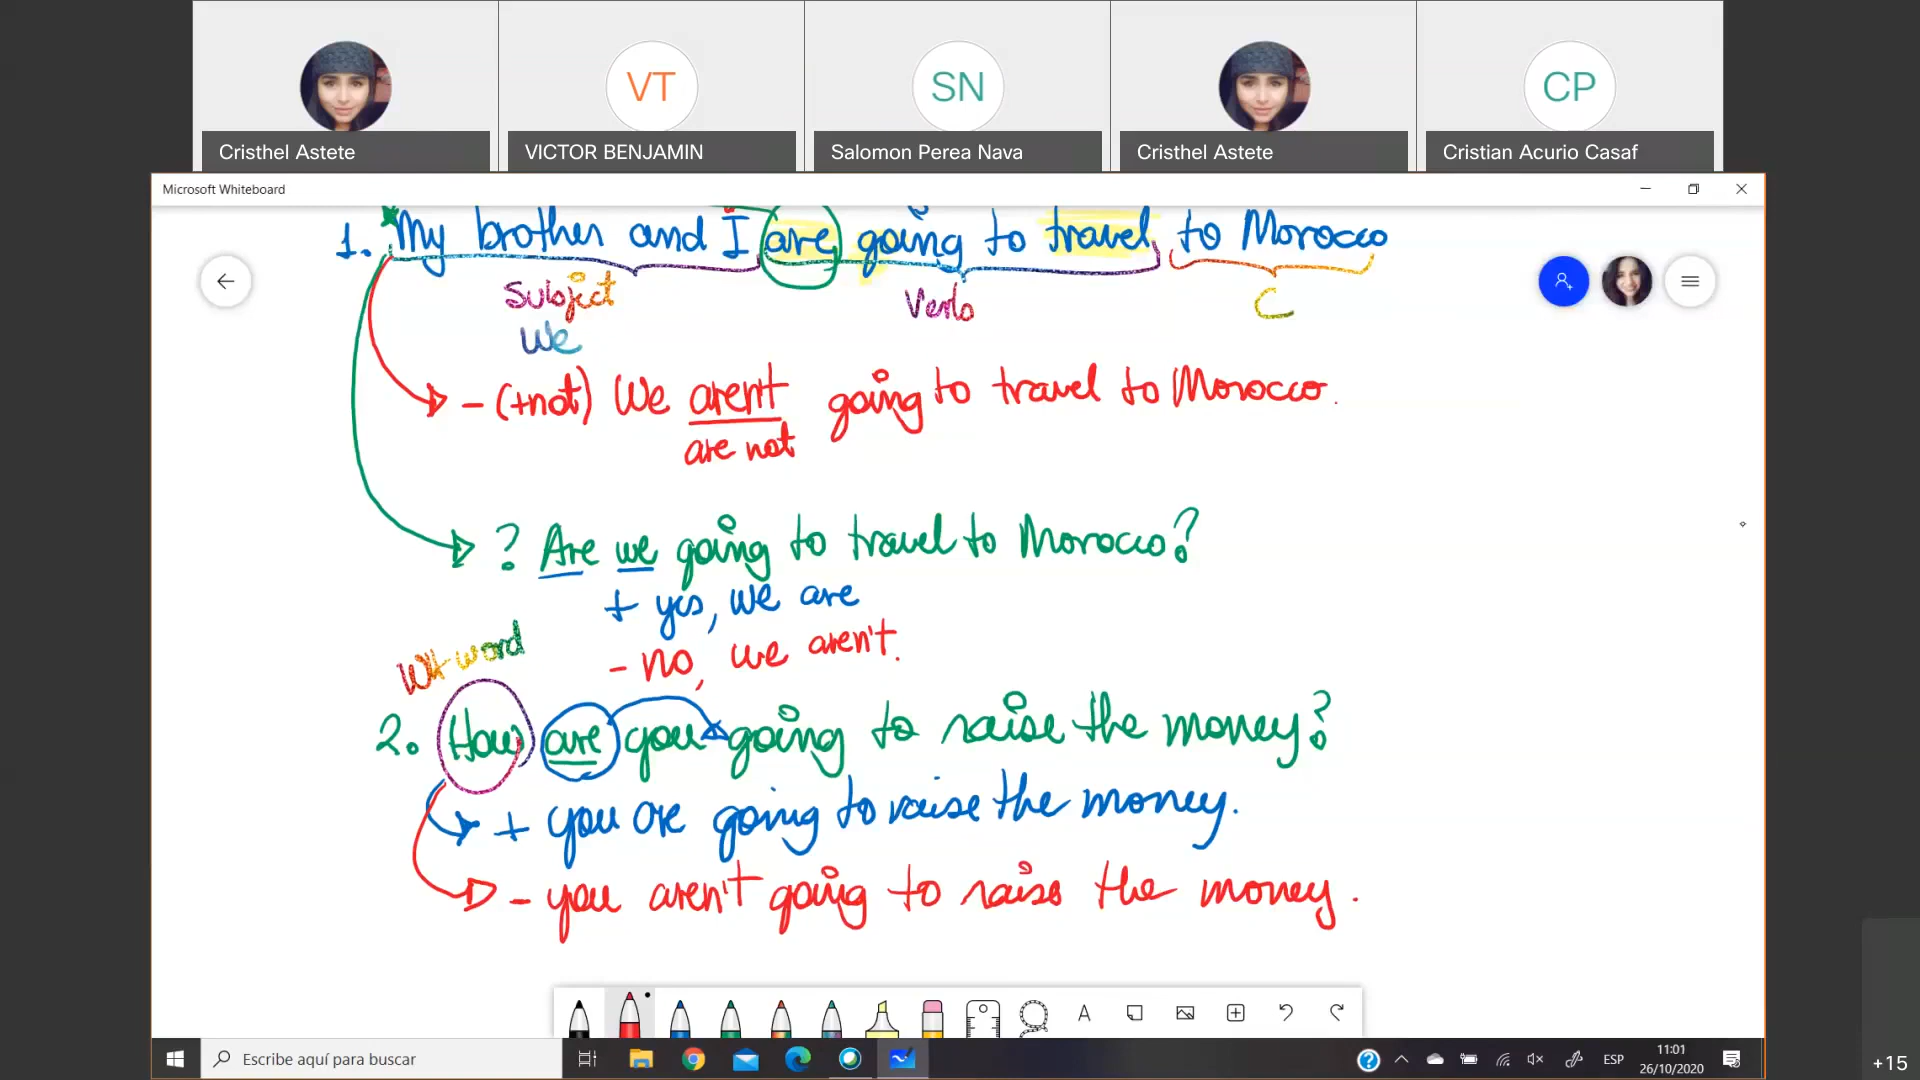 VT
SN
CP
Cristhel Astete
VICTOR BENJAMIN
Salomon Perea Nava
Cristhel Astete
Cristian Acurio Casaf
Microsoft Whiteboard
1. My brother and I are going to travel to Morocco
Subject
Verb
C
We
- (+not) We aren't going to travel to Morocco.
are not
? Are we going to travel to Morocco?
+ yes, we are
- No, we aren't.
WH-word
2. How are you going to raise the money?
+ you are going to raise the money.
- you aren't going to raise the money.
A
Escribe aquí para buscar
ESP
11:01
26/10/2020
+15